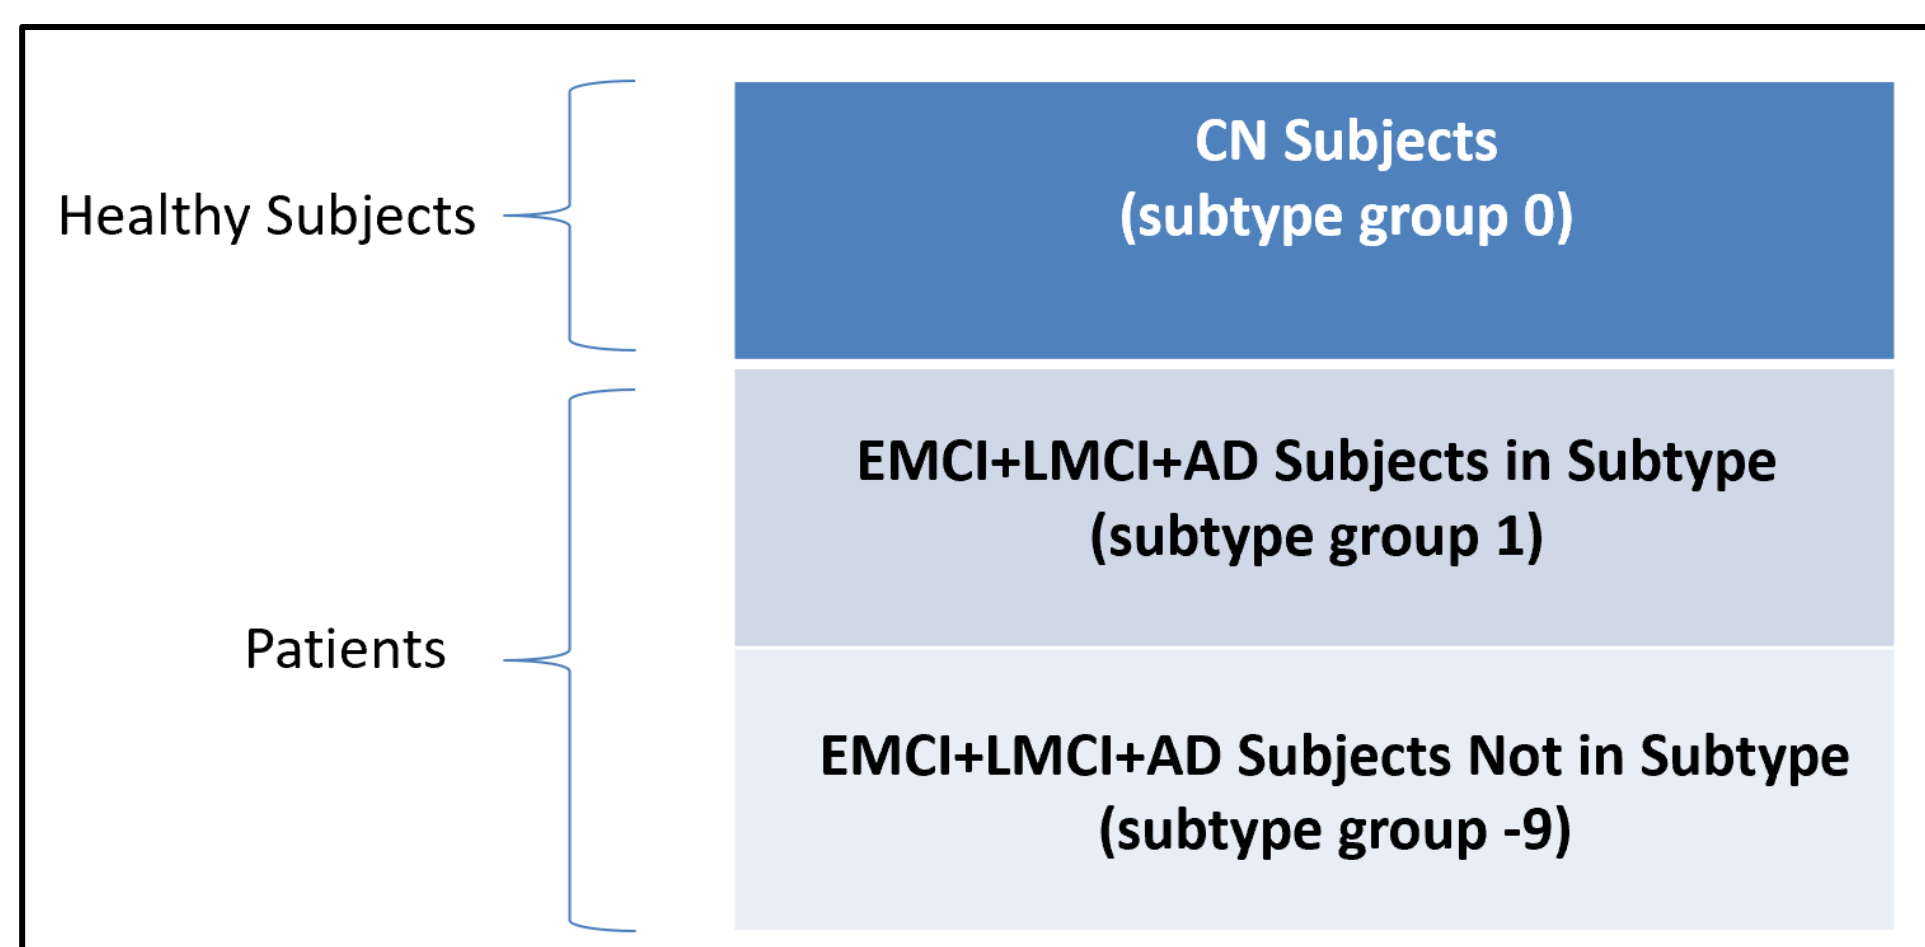 Healthy Subjects
CN Subjects
(subtype group 0)
Patients
EMCI+LMCI+AD Subjects in Subtype
(subtype group 1)
EMCI+LMCI+AD Subjects Not in Subtype
(subtype group -9)